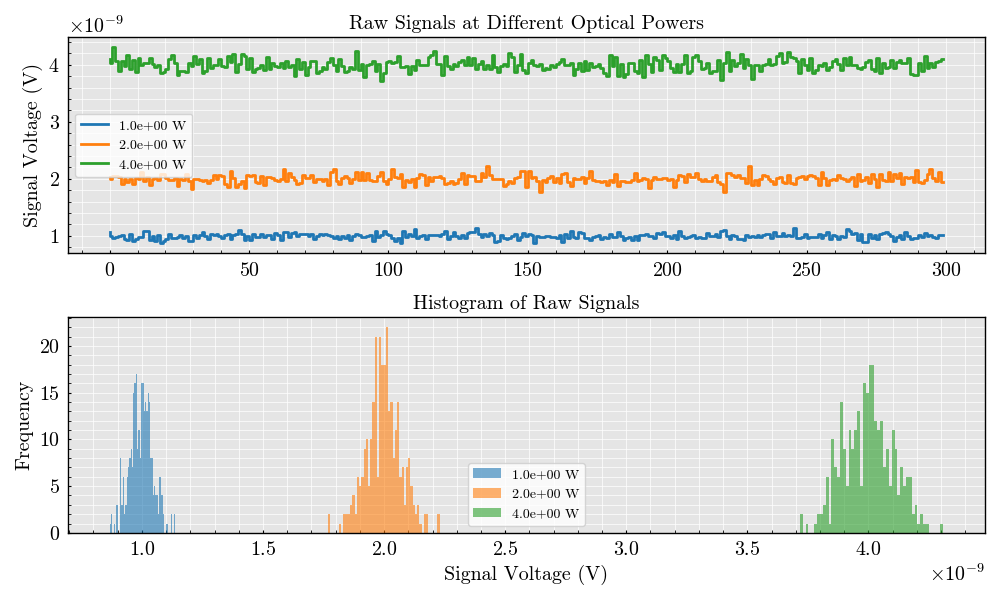 Raw Signals at Different Optical Powers
×10⁻⁹
Signal Voltage (V)
4
3
2
1
1.0e+00 W
2.0e+00 W
4.0e+00 W
0 50 100 150 200 250 300
Histogram of Raw Signals
Frequency
20
15
10
5
0
1.0e+00 W
2.0e+00 W
4.0e+00 W
1.0 1.5 2.0 2.5 3.0 3.5 4.0
Signal Voltage (V)
×10⁻⁹